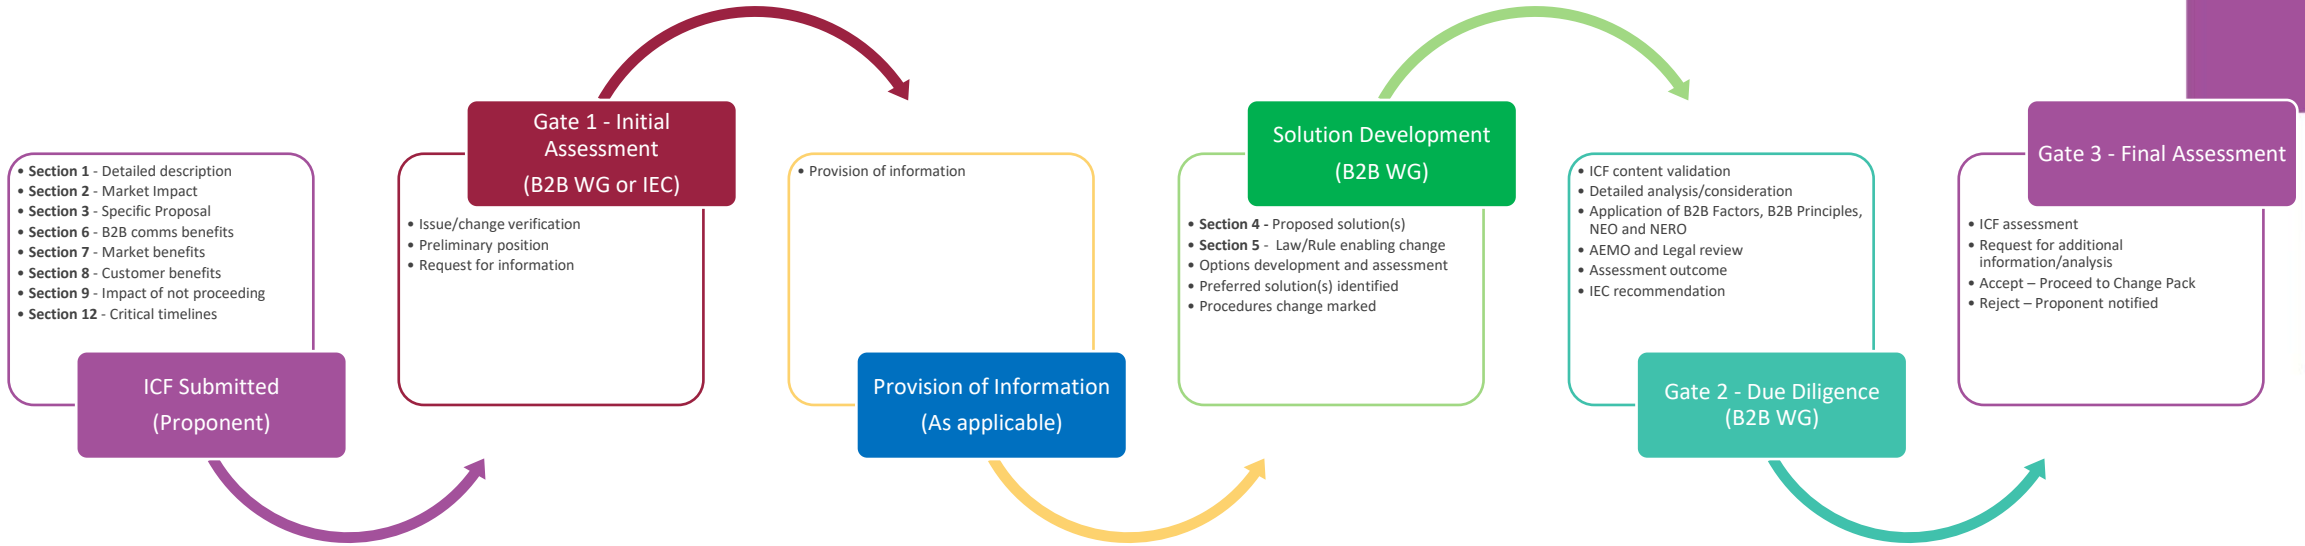 • Section 1 - Detailed description
• Section 2 - Market Impact
• Section 3 - Specific Proposal
• Section 6 - B2B comms benefits
• Section 7 - Market benefits
• Section 8 - Customer benefits
• Section 9 - Impact of not proceeding
• Section 12 - Critical timelines
ICF Submitted
(Proponent)
Gate 1 - Initial
Assessment
(B2B WG or IEC)
• Issue/change verification
• Preliminary position
• Request for information
• Provision of information
Provision of Information
(As applicable)
Solution Development
(B2B WG)
• Section 4 - Proposed solution(s)
• Section 5 - Law/Rule enabling change
• Options development and assessment
• Preferred solution(s) identified
• Procedures change marked
• ICF content validation
• Detailed analysis/consideration
• Application of B2B Factors, B2B Principles,
NEO and NERO
• AEMO and Legal review
• Assessment outcome
• IEC recommendation
Gate 2 - Due Diligence
(B2B WG)
Gate 3 - Final Assessment
• ICF assessment
• Request for additional
information/analysis
• Accept – Proceed to Change Pack
• Reject – Proponent notified